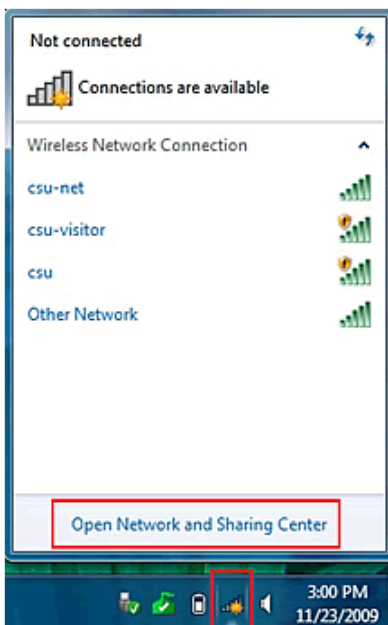 Not connected
Connections are available
Wireless Network Connection
csu-net
csu-visitor
csu
Other Network
Open Network and Sharing Center
3:00 PM
11/23/2009